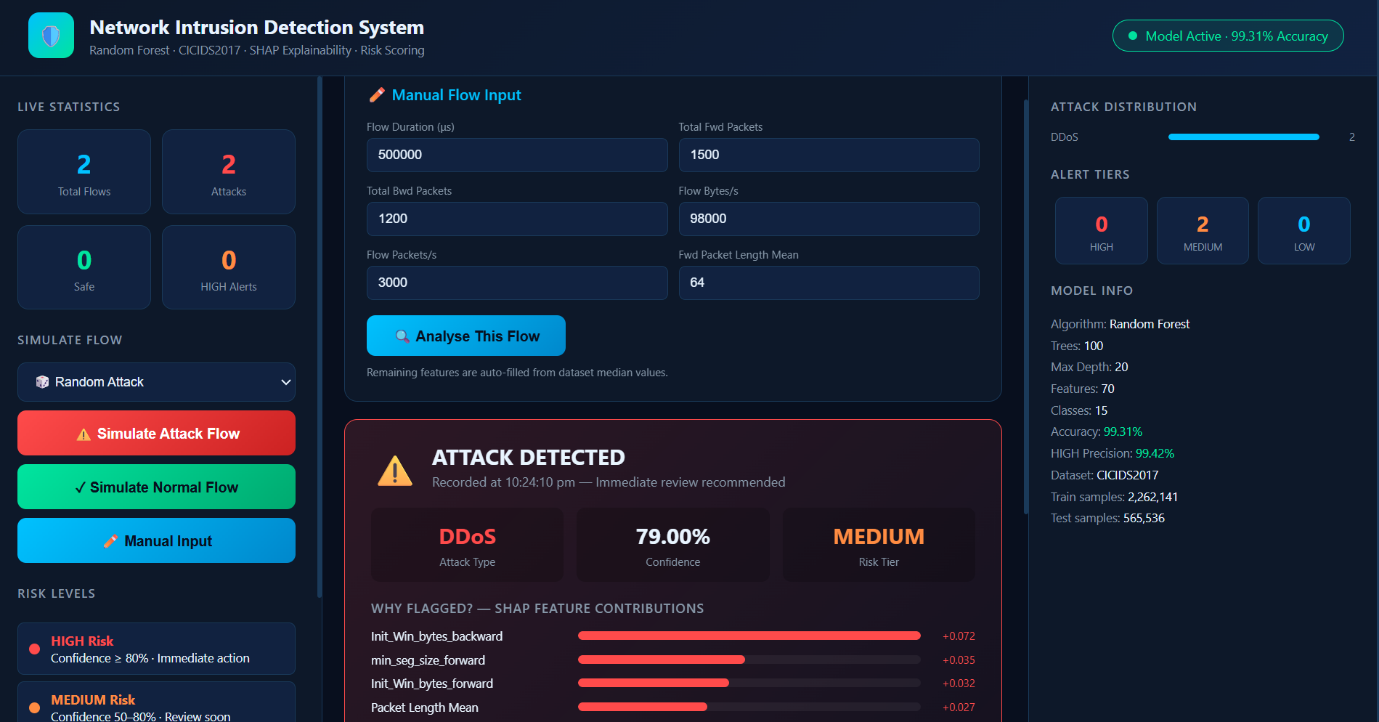 Network Intrusion Detection System
Random Forest · CICIDS2017 · SHAP Explainability · Risk Scoring
Model Active · 99.31% Accuracy
LIVE STATISTICS
2
Total Flows
2
Attacks
0
Safe
0
HIGH Alerts
SIMULATE FLOW
Random Attack
Simulate Attack Flow
✓ Simulate Normal Flow
Manual Input
RISK LEVELS
HIGH Risk
Confidence ≥ 80% · Immediate action
MEDIUM Risk
Confidence 50–80% · Review soon
Manual Flow Input
Flow Duration (µs)
500000
Total Fwd Packets
1500
Total Bwd Packets
1200
Flow Bytes/s
98000
Flow Packets/s
3000
Fwd Packet Length Mean
64
Analyse This Flow
Remaining features are auto-filled from dataset median values.
ATTACK DETECTED
Recorded at 10:24:10 pm — Immediate review recommended
DDoS
Attack Type
79.00%
Confidence
MEDIUM
Risk Tier
WHY FLAGGED? — SHAP FEATURE CONTRIBUTIONS
Init_Win_bytes_backward +0.072
min_seg_size_forward +0.035
Init_Win_bytes_forward +0.032
Packet Length Mean +0.027
ATTACK DISTRIBUTION
DDoS 2
ALERT TIERS
0
HIGH
2
MEDIUM
0
LOW
MODEL INFO
Algorithm: Random Forest
Trees: 100
Max Depth: 20
Features: 70
Classes: 15
Accuracy: 99.31%
HIGH Precision: 99.42%
Dataset: CICIDS2017
Train samples: 2,262,141
Test samples: 565,536